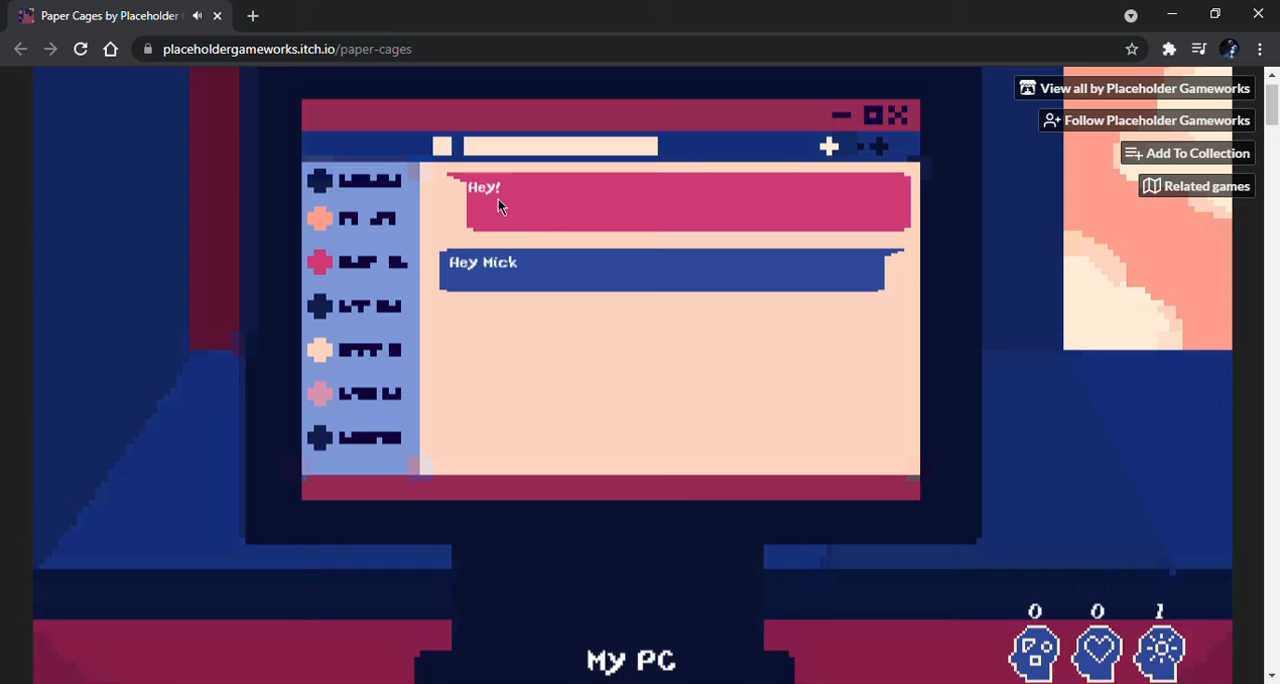 Paper Cages by Placeholder
placeholdergameworks.itch.io/paper-cages
View all by Placeholder Gameworks
Follow Placeholder Gameworks
Add To Collection
Related games
Hey!
Hey Mick
0 0 1
My PC